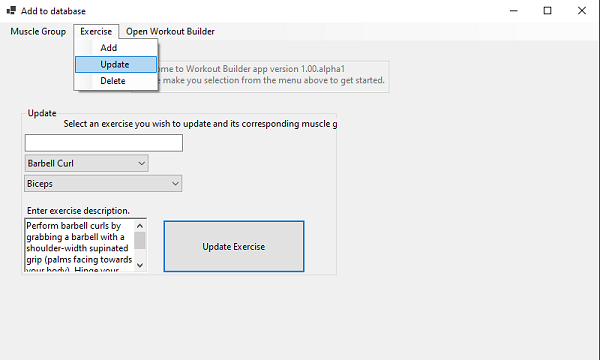 Add to database
Muscle Group Exercise Open Workout Builder
Add
Update
Delete
ome to Workout Builder app version 1.00.alpha1
e make you selection from the menu above to get started.
Update
Select an exercise you wish to update and its corresponding muscle g
Barbell Curl
Biceps
Enter exercise description.
Perform barbell curls by
grabbing a barbell with a
shoulder-width supinated
grip (palms facing towards
your body). Hinge your
Update Exercise